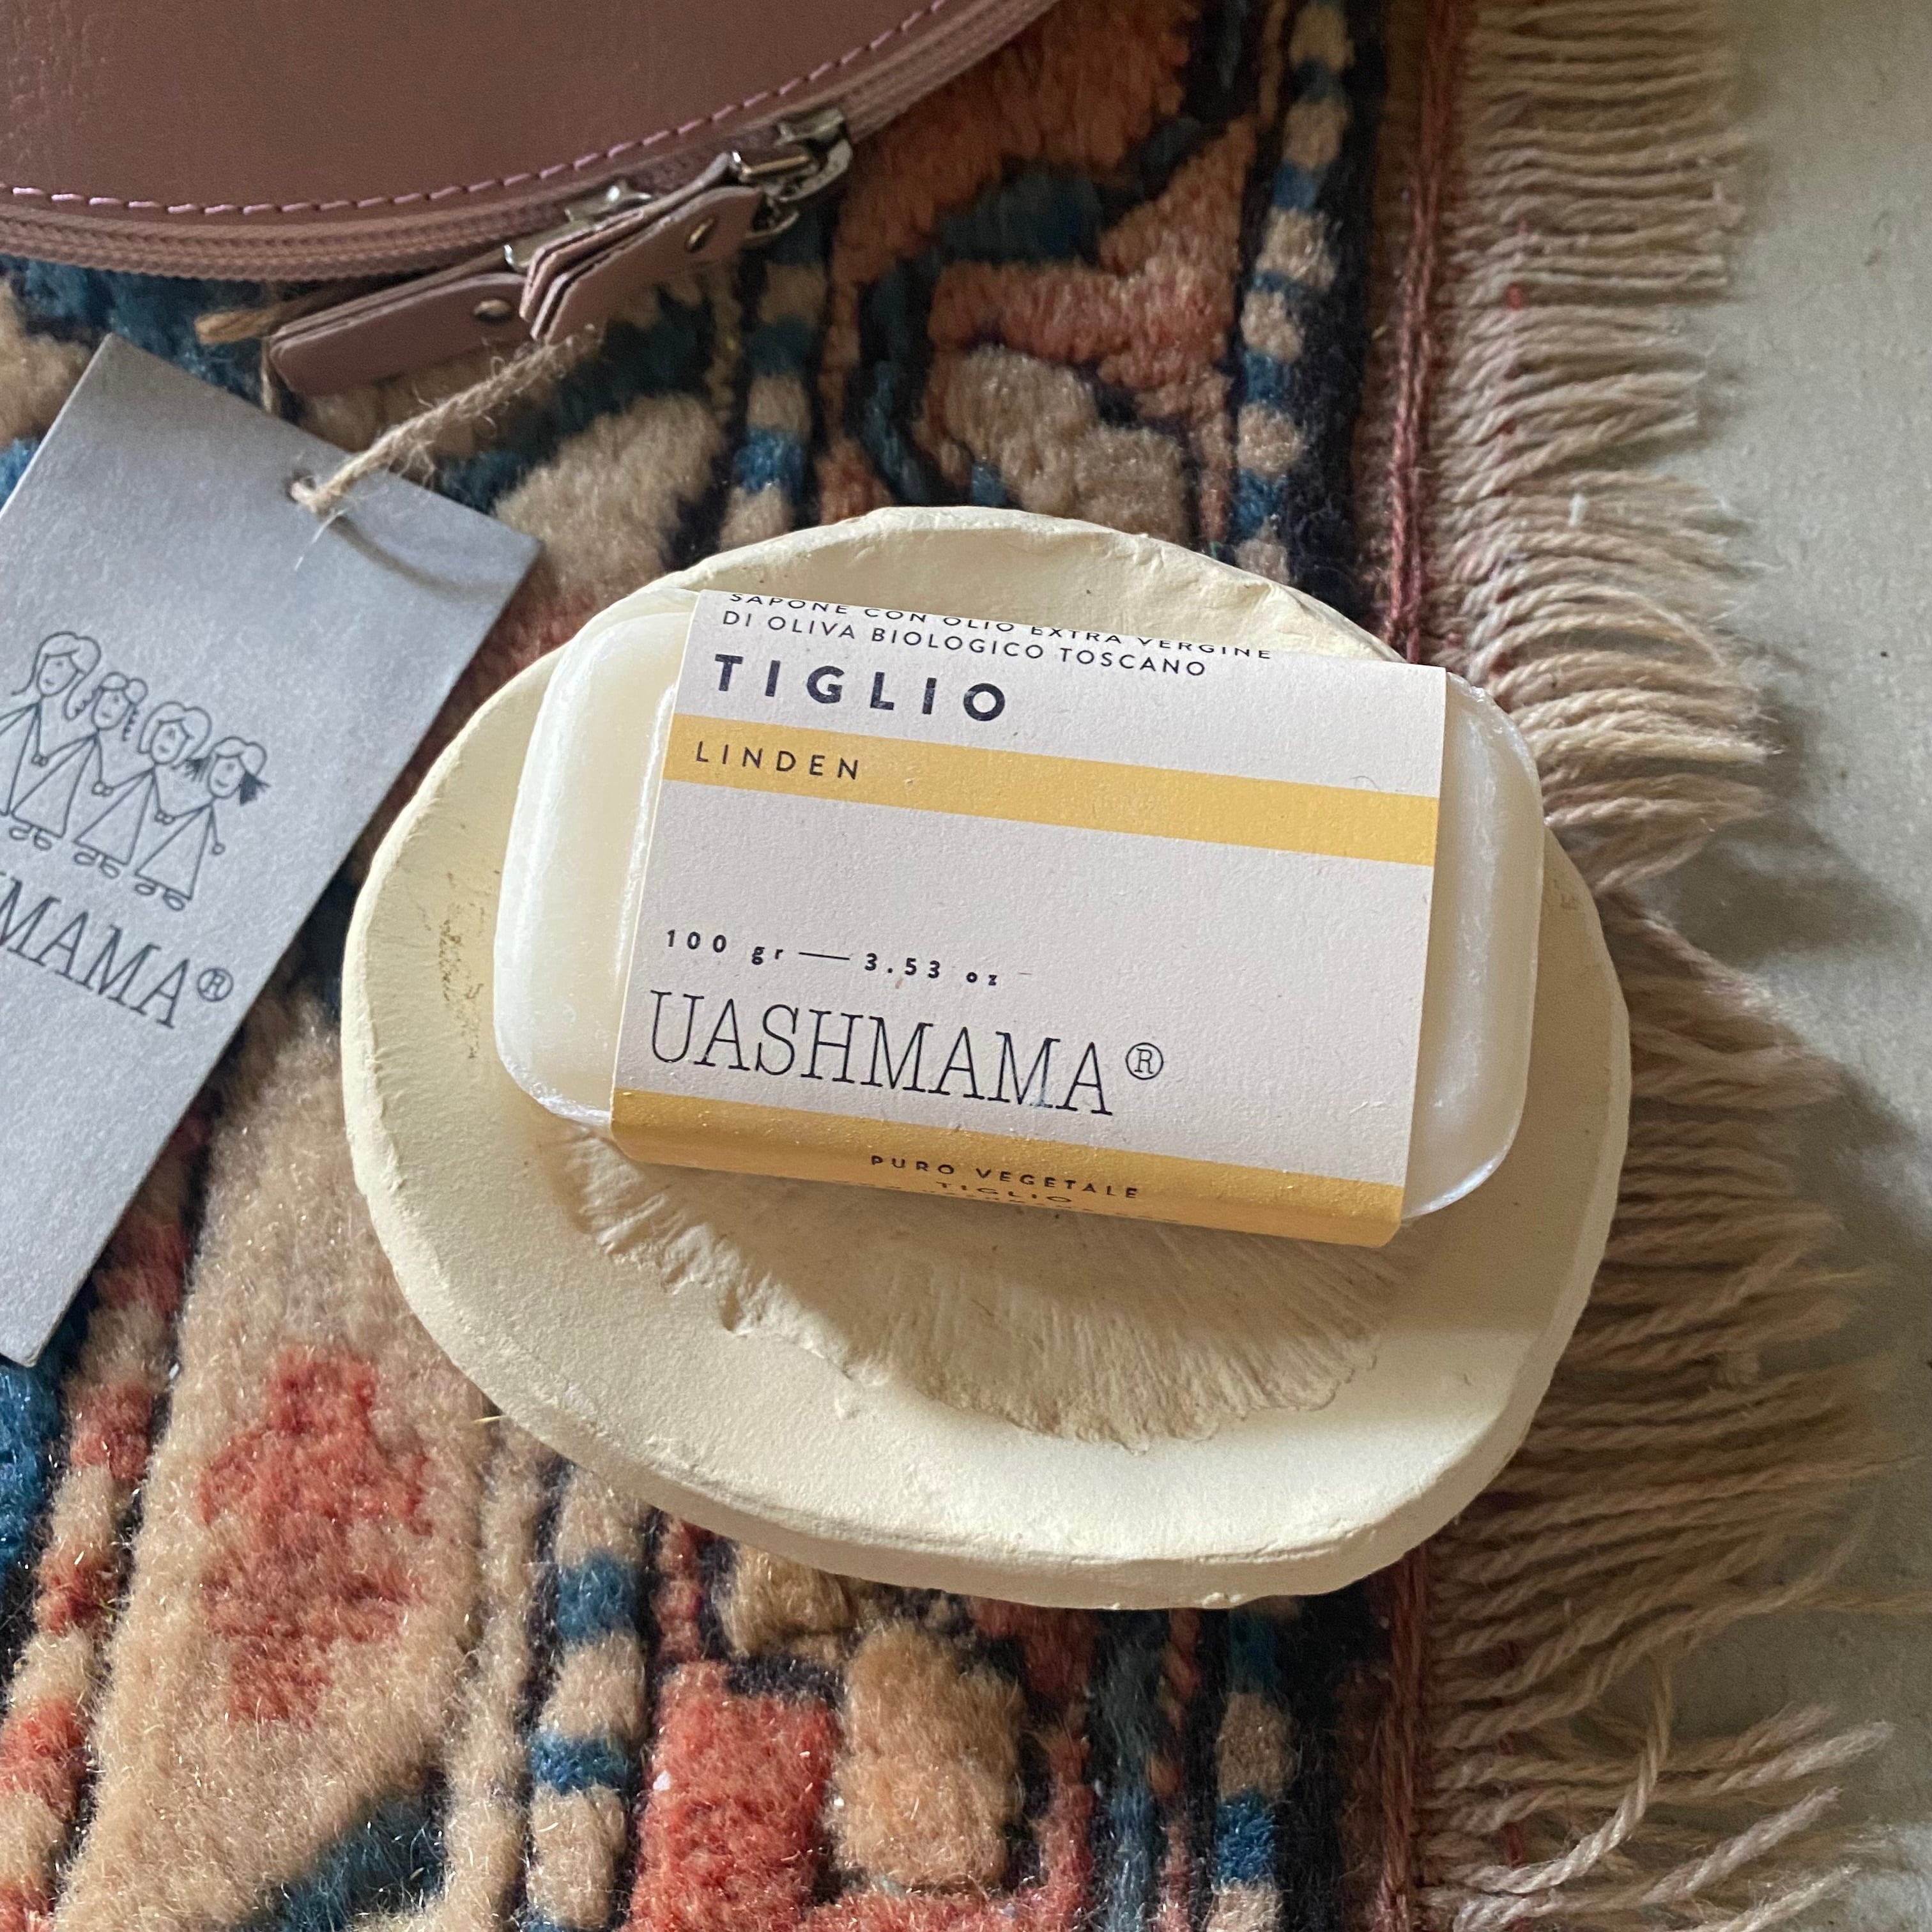 SAPONE CON OLIO EXTRA VERGINE
DI OLIVA BIOLOGICO TOSCANO
TIGLIO
LINDEN
100 gr — 3.53 oz
UASHMAMA®
PURO VEGETALE
TIGLIO
MAMA®